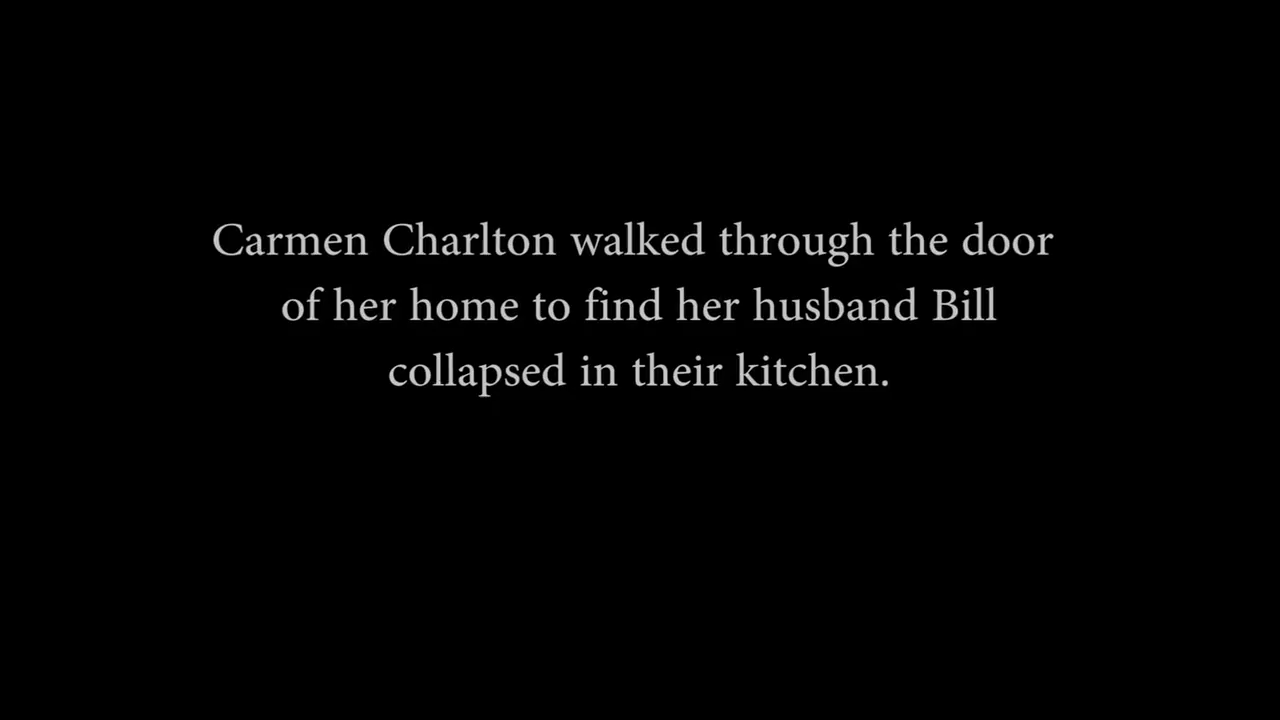 Carmen Charlton walked through the door
of her home to find her husband Bill
collapsed in their kitchen.